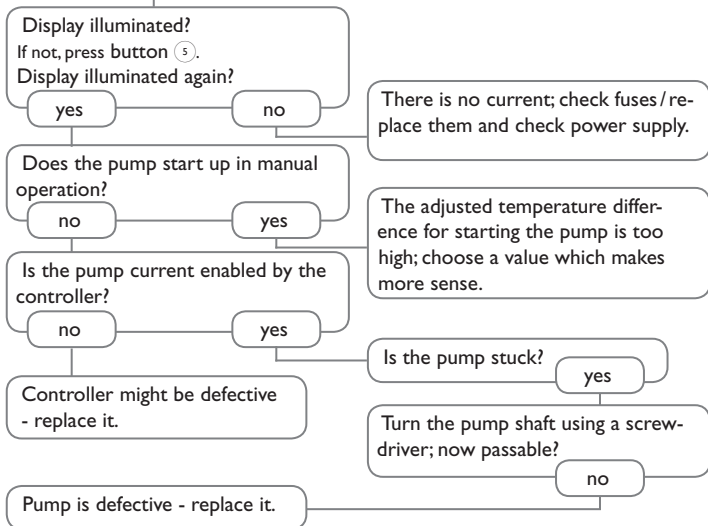 Display illuminated?
If not, press button 5.
Display illuminated again?
yes
no
There is no current; check fuses / re-
place them and check power supply.
Does the pump start up in manual
operation?
no
yes
The adjusted temperature differ-
ence for starting the pump is too
high; choose a value which makes
more sense.
Is the pump current enabled by the
controller?
no
yes
Is the pump stuck?
yes
Controller might be defective
- replace it.
Turn the pump shaft using a screw-
driver; now passable?
no
Pump is defective - replace it.